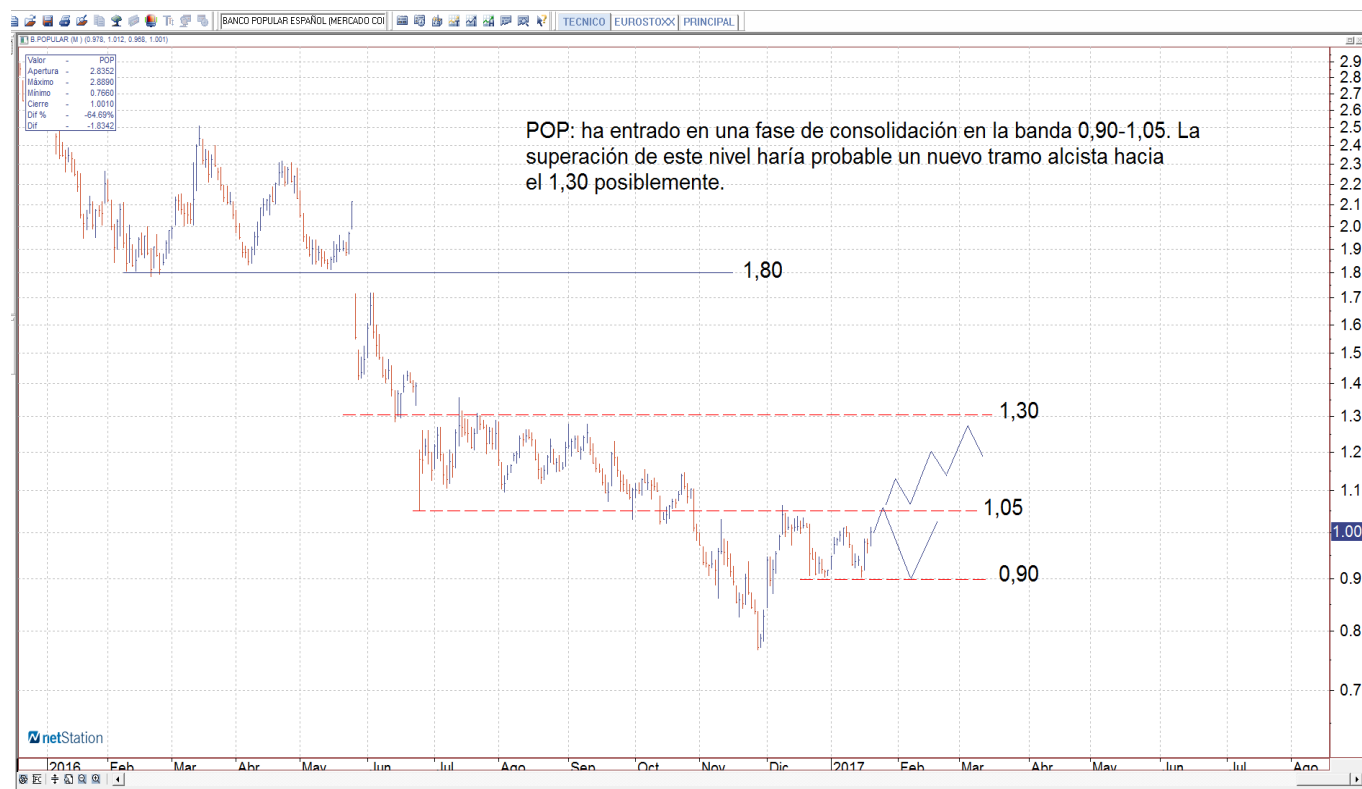 BANCO POPULAR ESPAÑOL (MERCADO CO
TECNICO EUROSTOXX PRINCIPAL
B.POPULAR (M ) (0.978, 1.012, 0.968, 1.001)
Valor - POP
Apertura - 2.8352
Máximo - 2.8890
Mínimo - 0.7660
Cierre - 1.0010
Dif % - -64.69%
Dif - -1.8342
POP: ha entrado en una fase de consolidación en la banda 0,90-1,05. La
superación de este nivel haría probable un nuevo tramo alcista hacia
el 1,30 posiblemente.
2.9
2.8
2.7
2.6
2.5
2.4
2.3
2.2
2.1
2.0
1.9
1.8
1.7
1.6
1.5
1.4
1.3
1.2
1.1
1.00
0.9
0.8
0.7
1,80
1,30
1,05
0,90
netStation
2016 Feb Mar Abr May Jun Jul Ago Sep Oct Nov Dic 2017 Feb Mar Abr May Jun Jul Ago